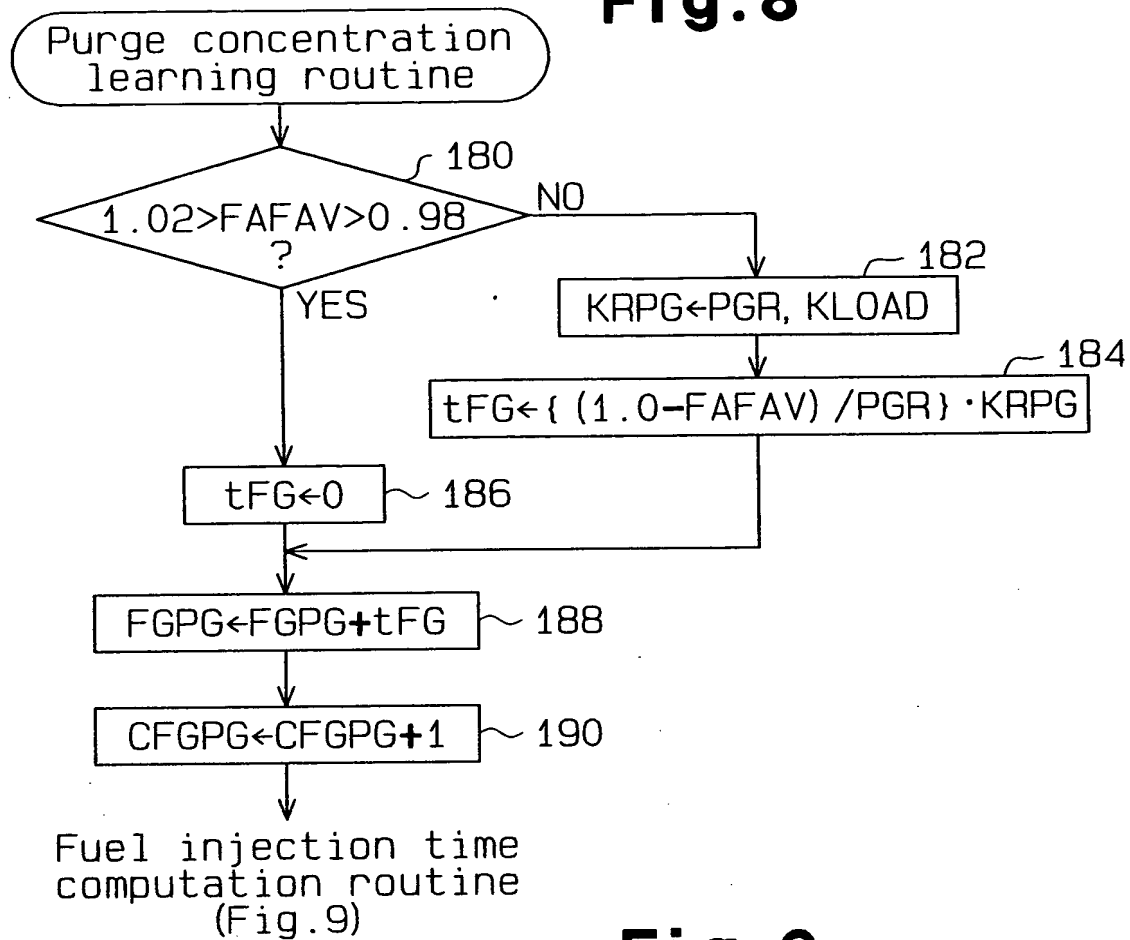 Fig.8
Purge concentration
learning routine
180
1.02>FAFAV>0.98
?
NO
YES
182
KRPG←PGR, KLOAD
184
tFG←{ (1.0-FAFAV) /PGR} ·KRPG
tFG←0
186
FGPG←FGPG+tFG
188
CFGPG←CFGPG+1
190
Fuel injection time
computation routine
(Fig.9)